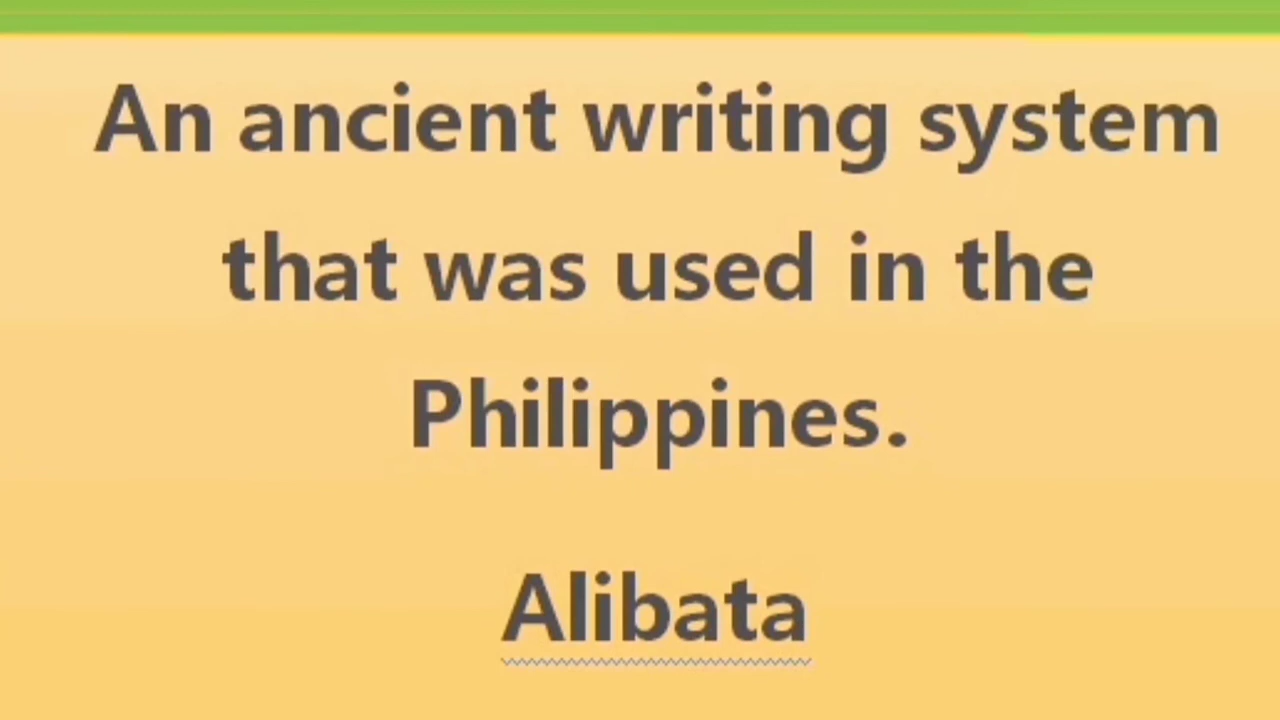 An ancient writing system
that was used in the
Philippines.
Alibata